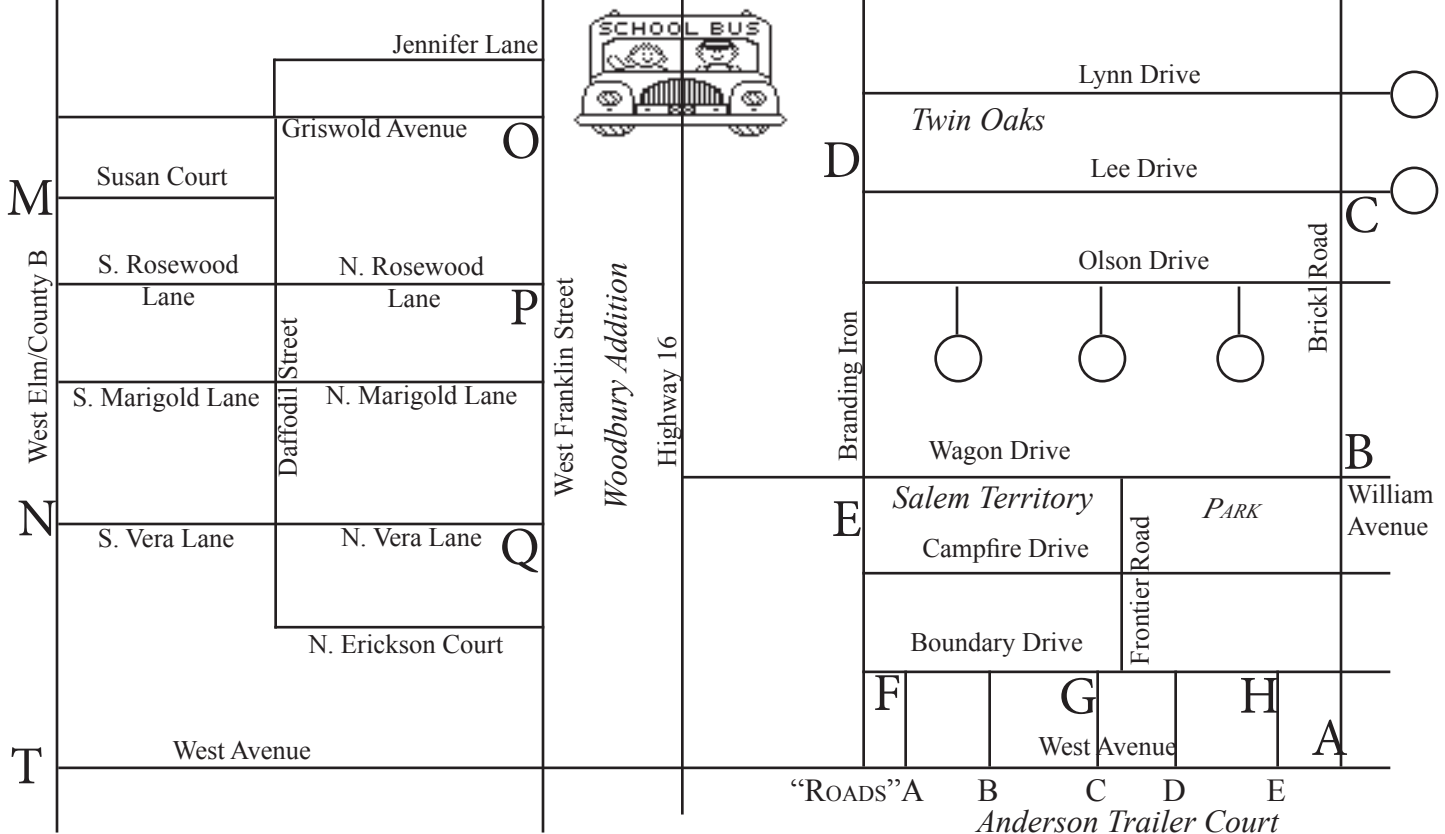 SCHOOL BUS
Jennifer Lane
Griswold Avenue
O
Susan Court
M
S. Rosewood
Lane
N. Rosewood
Lane
P
West Elm/County B
Daffodil Street
S. Marigold Lane
N. Marigold Lane
West Franklin Street
Woodbury Addition
Highway 16
N
S. Vera Lane
N. Vera Lane
Q
N. Erickson Court
T
West Avenue
Lynn Drive
Twin Oaks
D
Lee Drive
C
Olson Drive
Brickl Road
Branding Iron
Wagon Drive
B
Salem Territory
PARK
William
Avenue
E
Campfire Drive
Frontier Road
Boundary Drive
F
G
H
A
West Avenue
“ROADS”A B C D E
Anderson Trailer Court